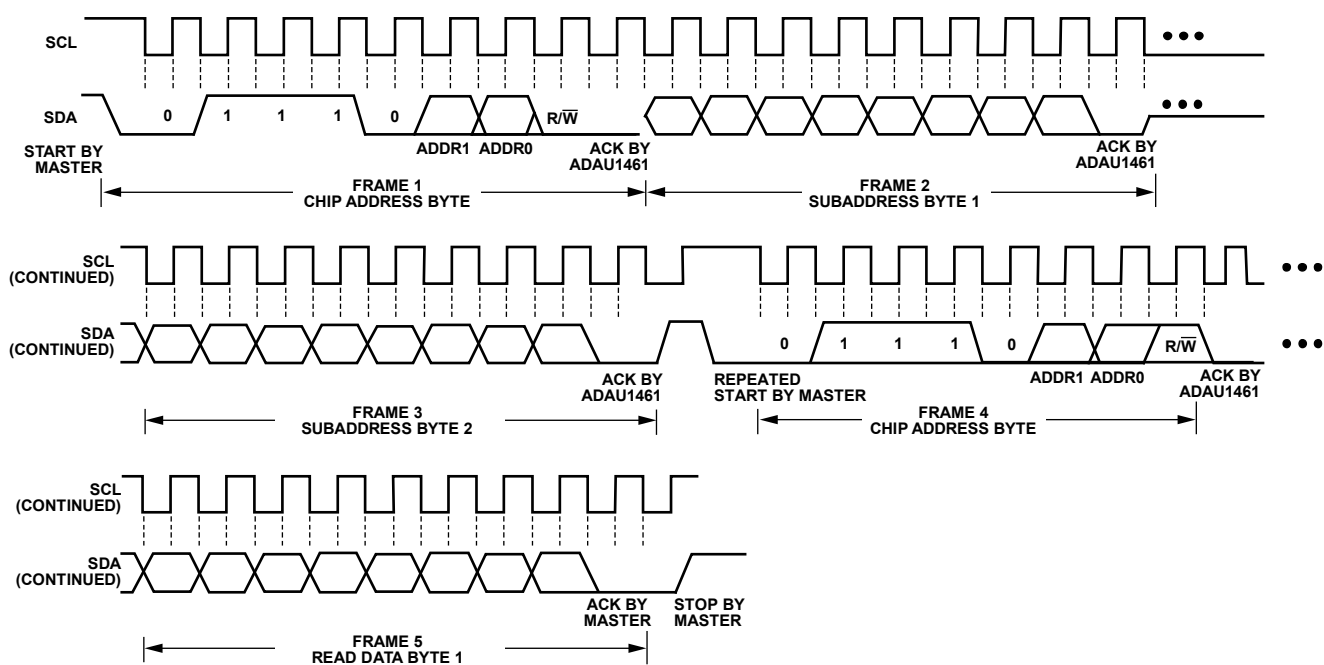 SCL
SDA
0 1 1 1 0 R/W̅
START BY
MASTER
ADDR1 ADDR0
ACK BY
ADAU1461
ACK BY
ADAU1461
FRAME 1
CHIP ADDRESS BYTE
FRAME 2
SUBADDRESS BYTE 1
SCL
(CONTINUED)
SDA
(CONTINUED)
0 1 1 1 0 R/W̅
ACK BY
ADAU1461
REPEATED
START BY MASTER
ADDR1 ADDR0
ACK BY
ADAU1461
FRAME 3
SUBADDRESS BYTE 2
FRAME 4
CHIP ADDRESS BYTE
SCL
(CONTINUED)
SDA
(CONTINUED)
ACK BY
MASTER
STOP BY
MASTER
FRAME 5
READ DATA BYTE 1